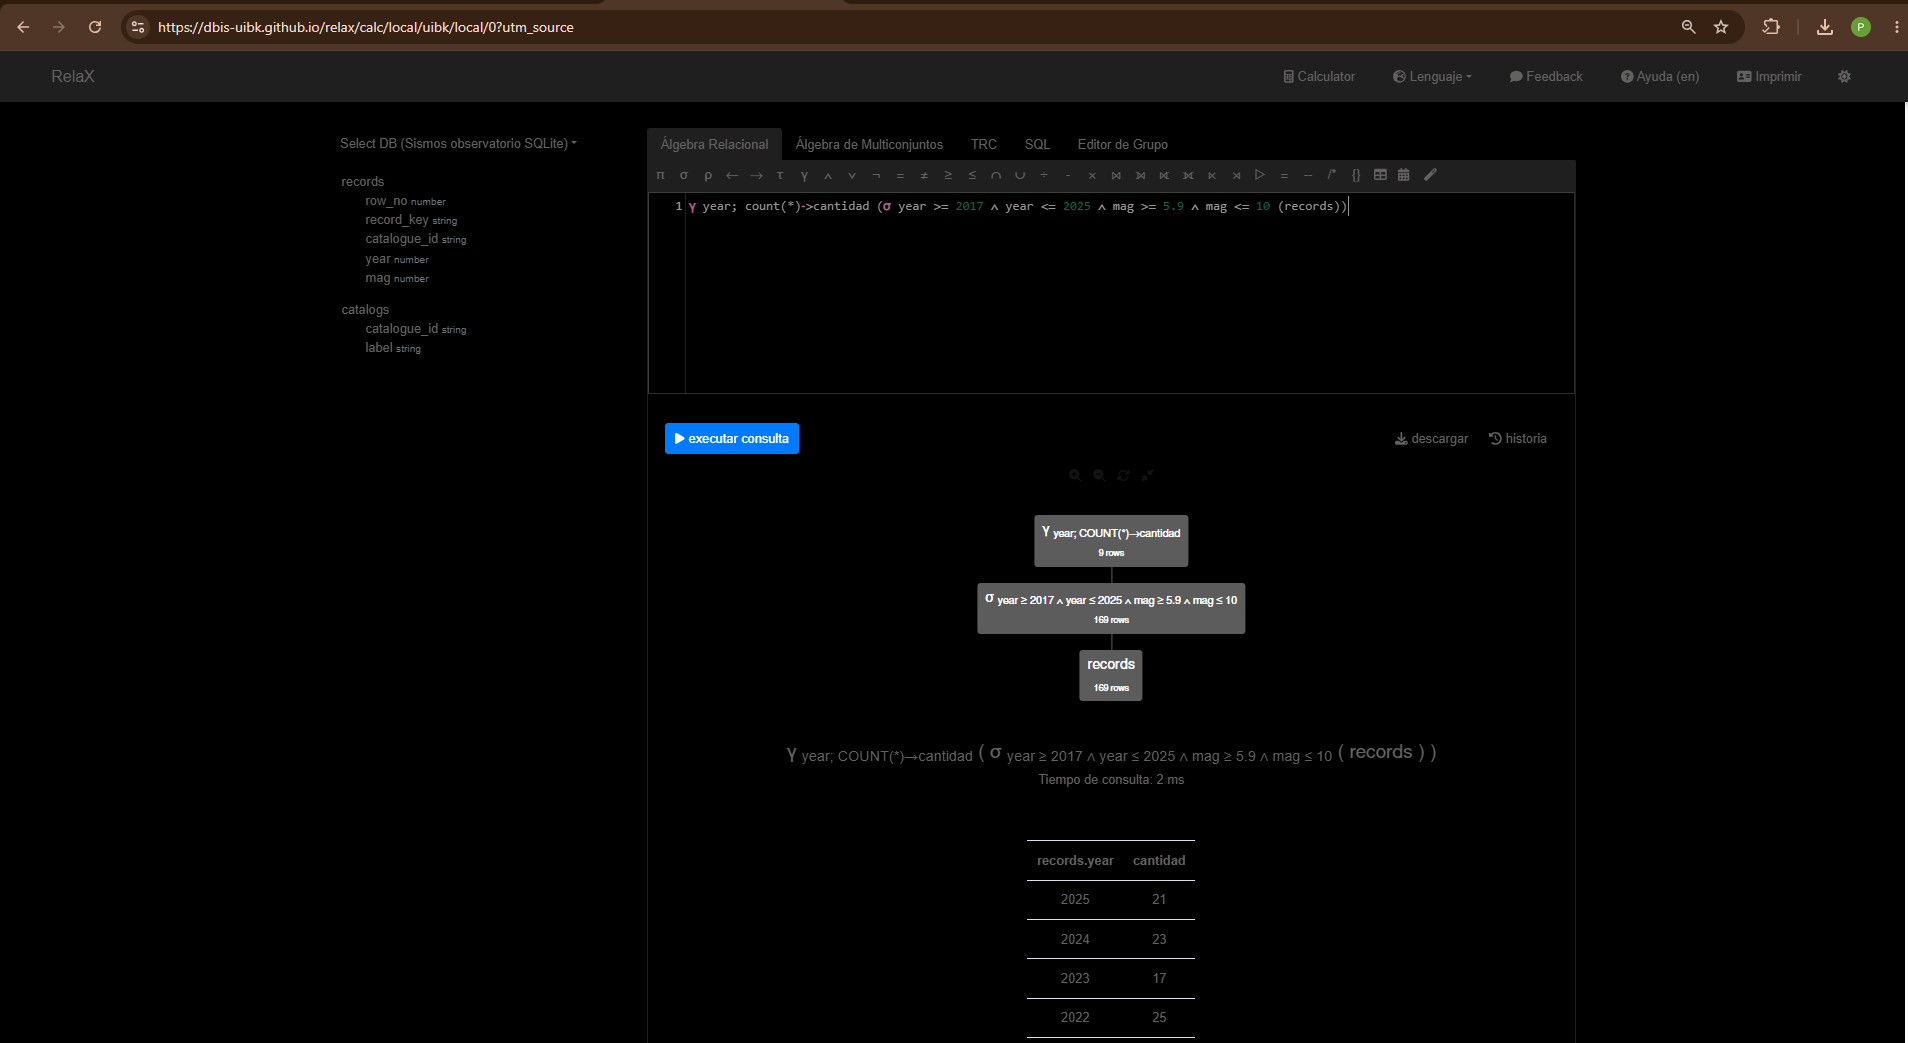 https://dbis-uibk.github.io/relax/calc/local/uibk/local/0?utm_source
P
RelaX
Calculator
Lenguaje
Feedback
Ayuda (en)
Imprimir
Select DB (Sismos observatorio SQLite)
records
row_no number
record_key string
catalogue_id string
year number
mag number
catalogs
catalogue_id string
label string
Álgebra Relacional
Álgebra de Multiconjuntos
TRC
SQL
Editor de Grupo
π σ ρ ← → τ γ ∧ ∨ ¬ = ≠ ≥ ≤ ∩ ∪ ÷ - × ⋈ ⟕ ⟖ ⟗ ⋉ ⋊ ▷ = -- /* {}
1 γ year; count(*)->cantidad (σ year >= 2017 ∧ year <= 2025 ∧ mag >= 5.9 ∧ mag <= 10 (records))
executar consulta
descargar
historia
γ year; COUNT(*)→cantidad
9 rows
σ year ≥ 2017 ∧ year ≤ 2025 ∧ mag ≥ 5.9 ∧ mag ≤ 10
169 rows
records
169 rows
γ year; COUNT(*)→cantidad ( σ year ≥ 2017 ∧ year ≤ 2025 ∧ mag ≥ 5.9 ∧ mag ≤ 10 ( records ) )
Tiempo de consulta: 2 ms
records.year cantidad
2025 21
2024 23
2023 17
2022 25